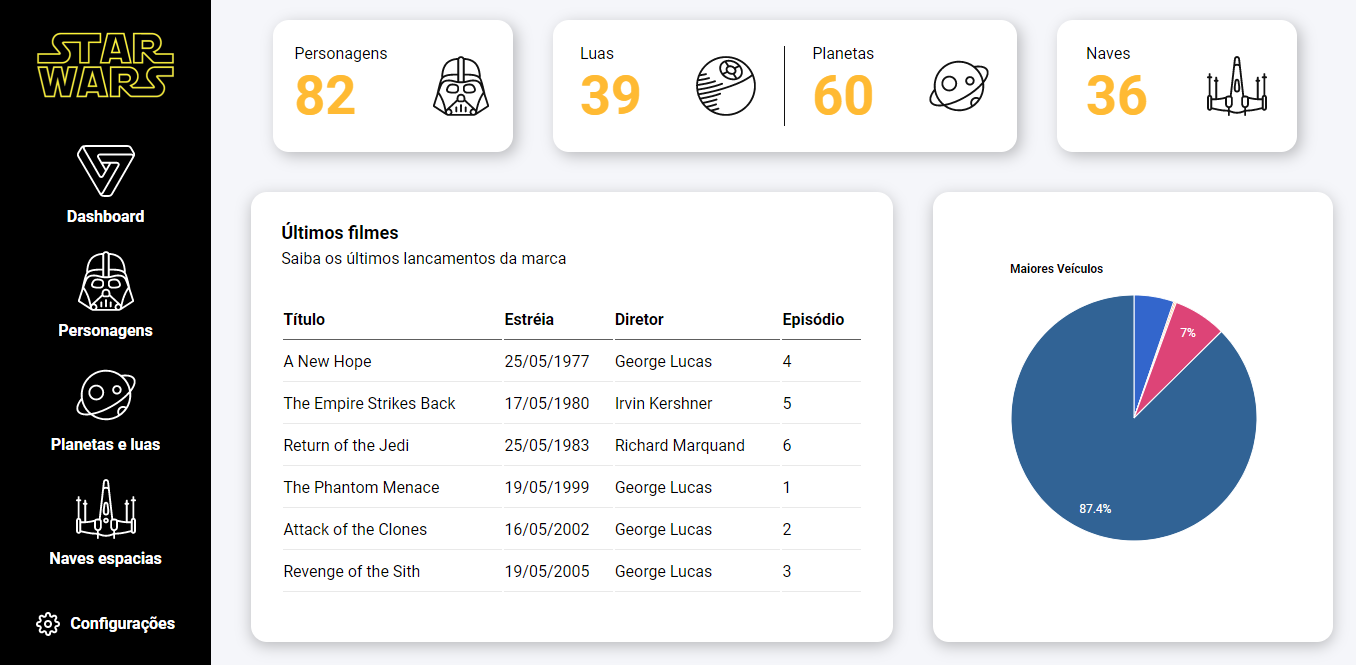 STAR
WARS
Dashboard
Personagens
Planetas e luas
Naves espacias
Configurações
Personagens
82
Luas
39
Planetas
60
Naves
36
Últimos filmes
Saiba os últimos lancamentos da marca
Título Estréia Diretor Episódio
A New Hope 25/05/1977 George Lucas 4
The Empire Strikes Back 17/05/1980 Irvin Kershner 5
Return of the Jedi 25/05/1983 Richard Marquand 6
The Phantom Menace 19/05/1999 George Lucas 1
Attack of the Clones 16/05/2002 George Lucas 2
Revenge of the Sith 19/05/2005 George Lucas 3
Maiores Veículos
7%
87.4%